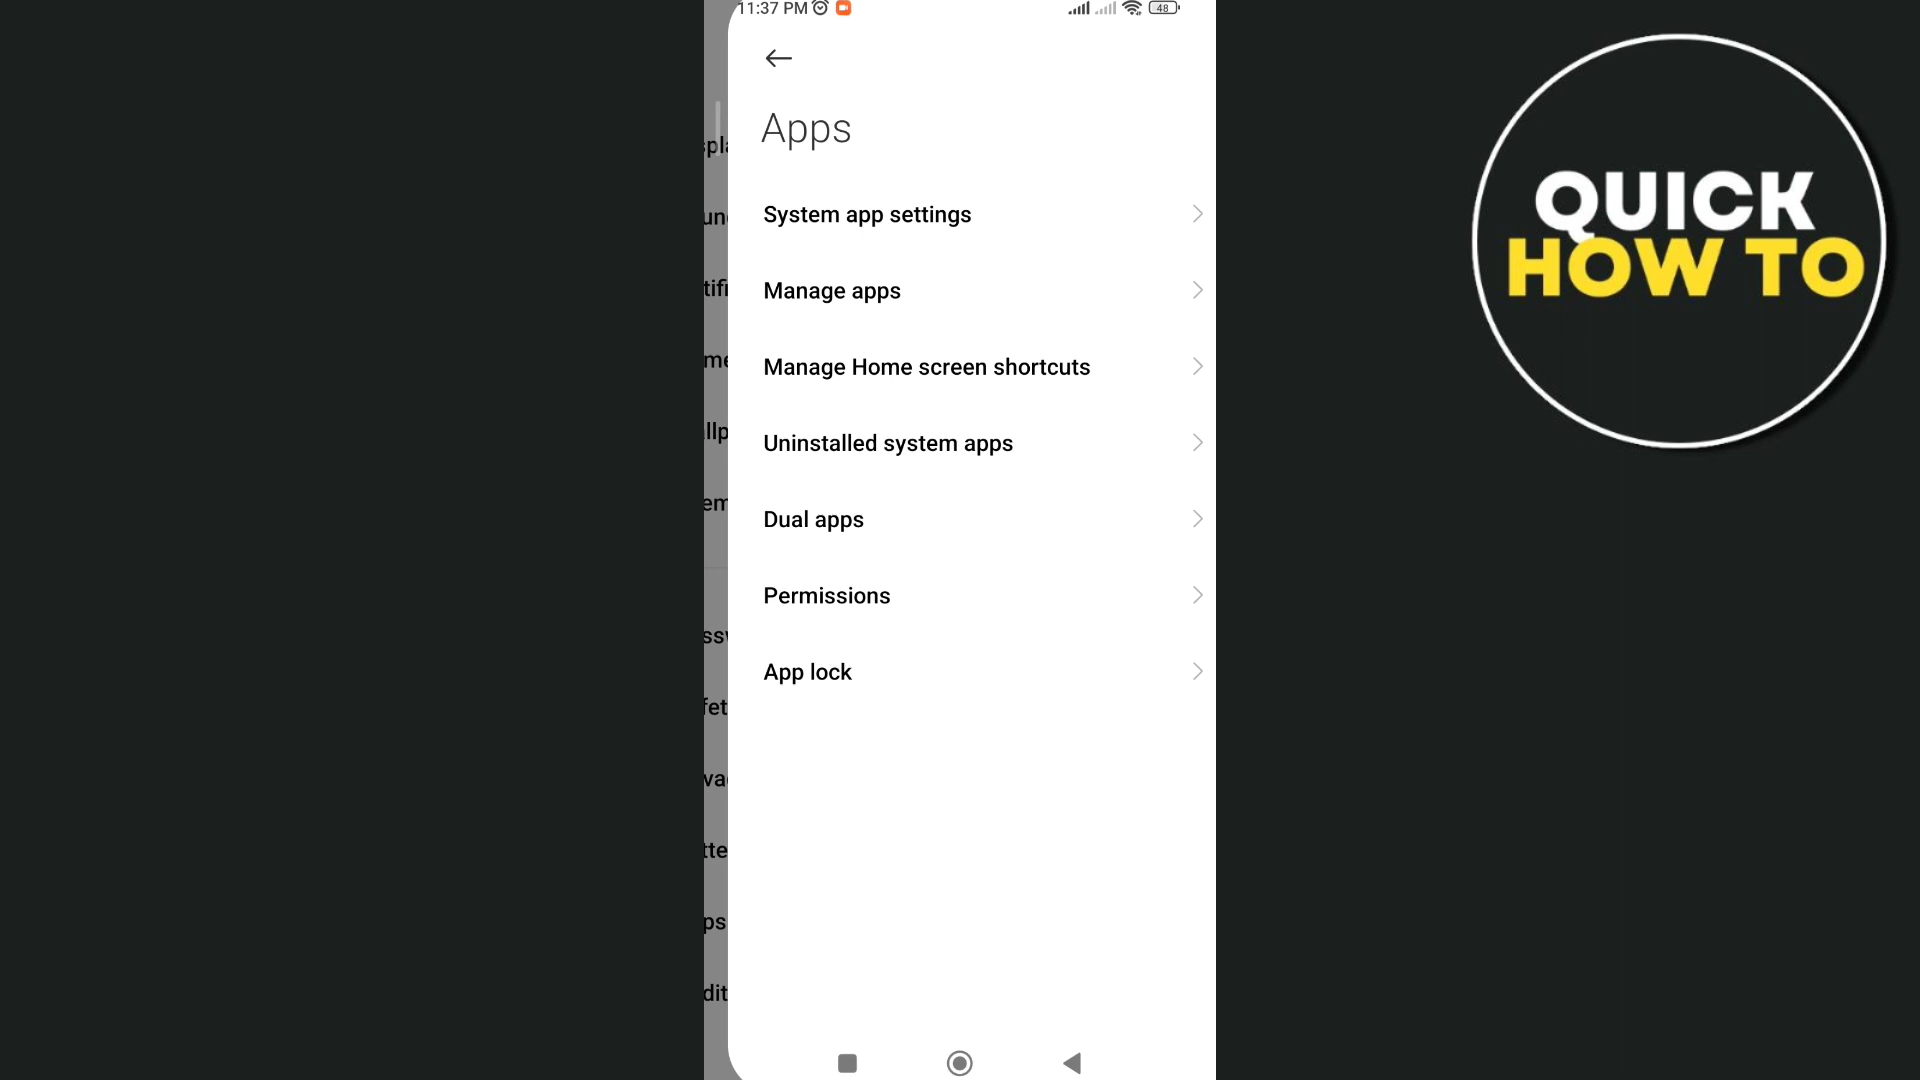 11:37 PM
48
Apps
System app settings
Manage apps
Manage Home screen shortcuts
Uninstalled system apps
Dual apps
Permissions
App lock
QUICK
HOW TO